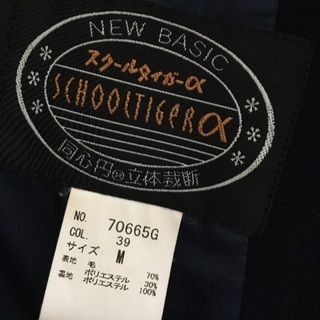 NEW BASIC
スクールタイガーα
SCHOOLTIGER α
同心円®立体裁断
NO. 70665G
COL. 39
サイズ M
表地 毛 70%
ポリエステル 30%
裏地 ポリエステル 100%